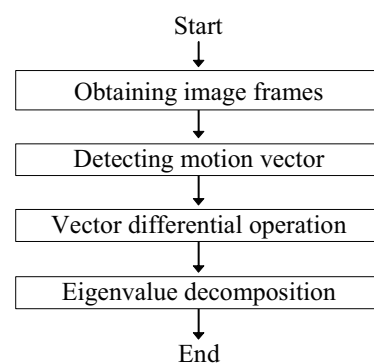 Start
Obtaining image frames
Detecting motion vector
Vector differential operation
Eigenvalue decomposition
End